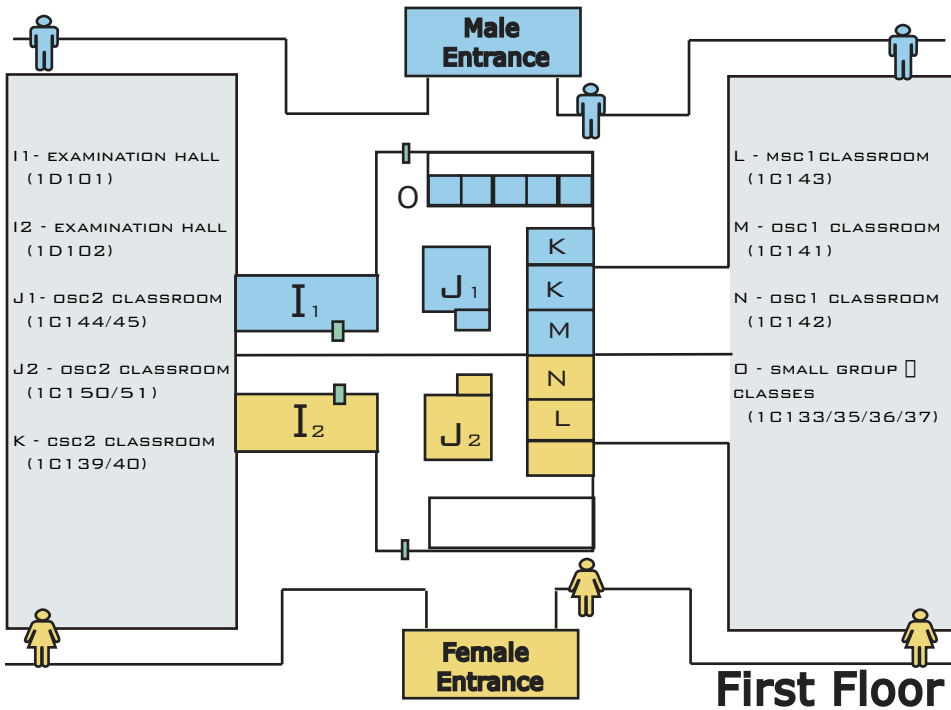 Male
Entrance
I1- EXAMINATION HALL
(1D101)
I2 - EXAMINATION HALL
(1D102)
J1- OSC2 CLASSROOM
(1C144/45)
J2 - OSC2 CLASSROOM
(1C150/51)
K - CSC2 CLASSROOM
(1C139/40)
O
K
J1
K
I1
M
N
I2
J2
L
L - MSC1CLASSROOM
(1C143)
M - OSC1 CLASSROOM
(1C141)
N - OSC1 CLASSROOM
(1C142)
O - SMALL GROUP
CLASSES
(1C133/35/36/37)
Female
Entrance
First Floor